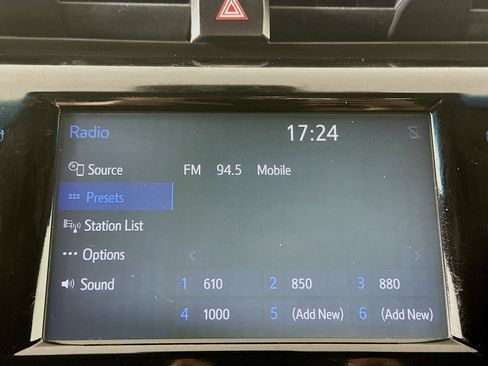 Radio 17:24
Source FM 94.5 Mobile
Presets
Station List
Options
Sound
1 610 2 850 3 880
4 1000 5 (Add New) 6 (Add New)